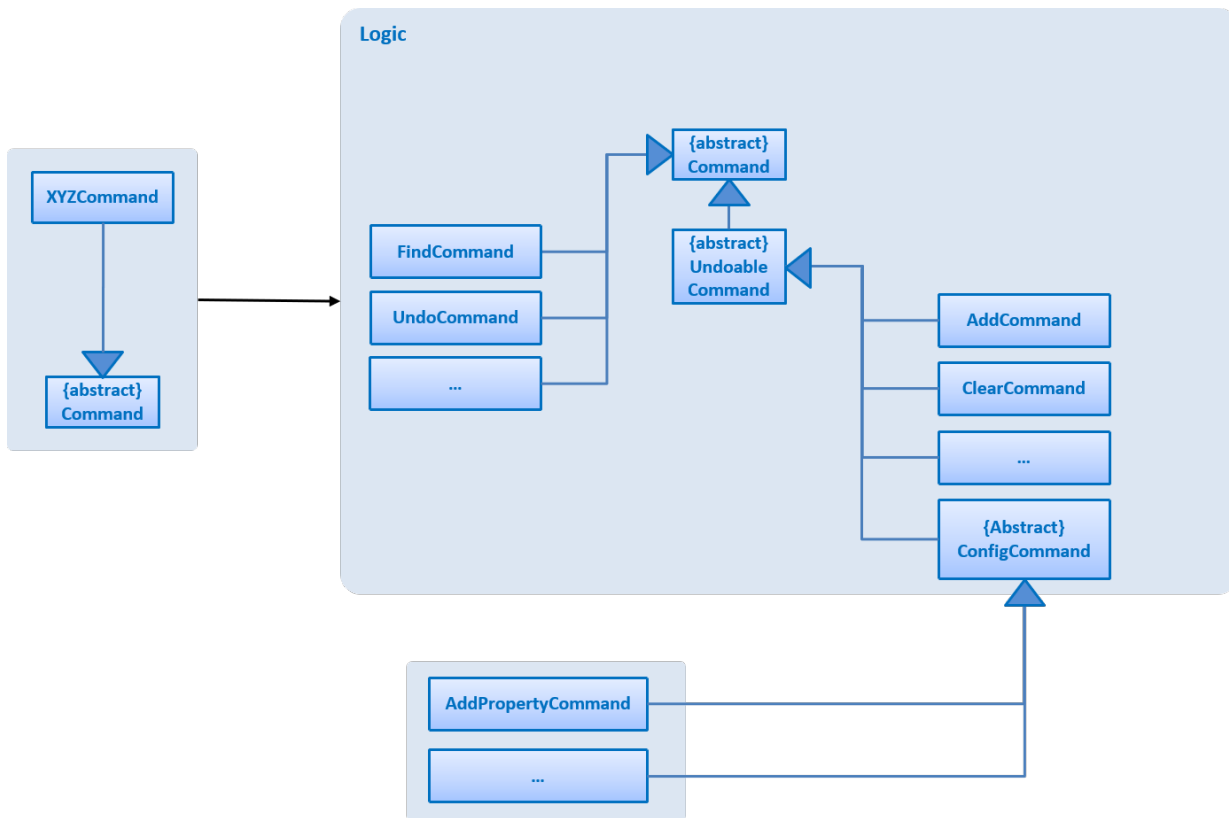 Logic
XYZCommand
{abstract}
Command
{abstract}
Command
FindCommand
UndoCommand
...
{abstract}
Undoable
Command
AddCommand
ClearCommand
...
{Abstract}
ConfigCommand
AddPropertyCommand
...